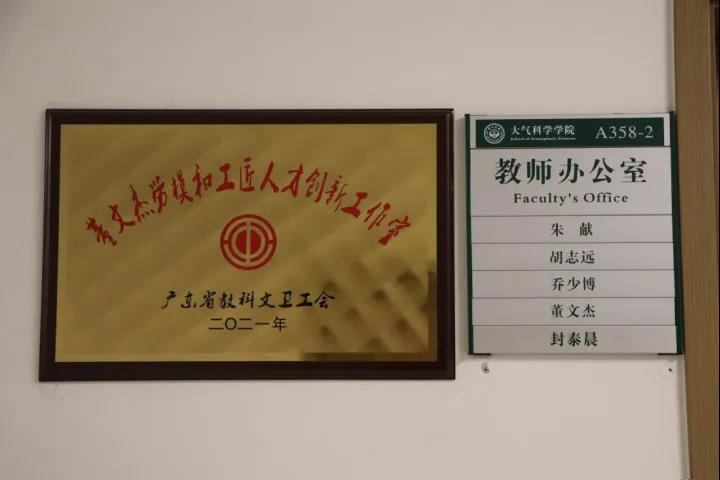 董文杰劳模和工匠人才创新工作室
广东省教科文卫工会
二〇二一年
大气科学学院
School of Atmospheric Sciences
A358-2
教师办公室
Faculty's Office
朱 献
胡志远
乔少博
董文杰
封泰晨